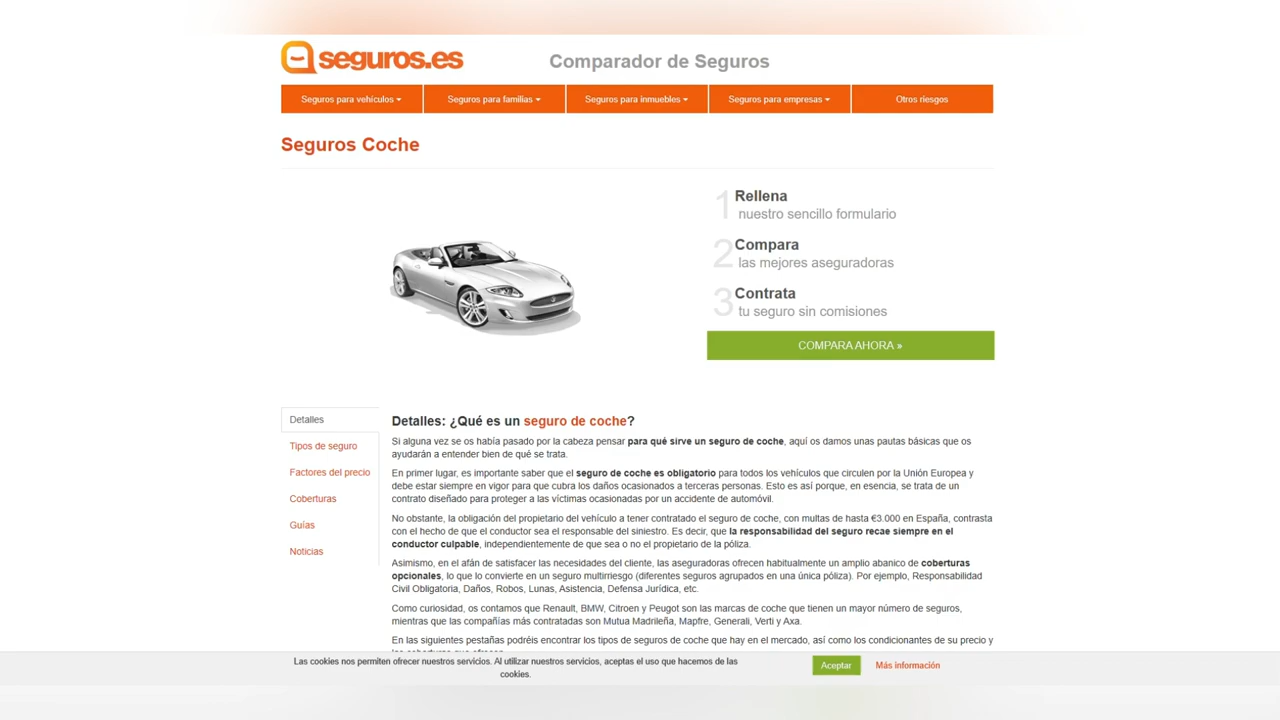 seguros.es
Comparador de Seguros
Seguros para vehículos
Seguros para familias
Seguros para inmuebles
Seguros para empresas
Otros riesgos
Seguros Coche
1 Rellena
nuestro sencillo formulario
2 Compara
las mejores aseguradoras
3 Contrata
tu seguro sin comisiones
COMPARA AHORA »
Detalles
Tipos de seguro
Factores del precio
Coberturas
Guías
Noticias
Detalles: ¿Qué es un seguro de coche?
Si alguna vez se os había pasado por la cabeza pensar para qué sirve un seguro de coche, aquí os damos unas pautas básicas que os
ayudarán a entender bien de qué se trata.
En primer lugar, es importante saber que el seguro de coche es obligatorio para todos los vehículos que circulen por la Unión Europea y
debe estar siempre en vigor para que cubra los daños ocasionados a terceras personas. Esto es así porque, en esencia, se trata de un
contrato diseñado para proteger a las víctimas ocasionadas por un accidente de automóvil.
No obstante, la obligación del propietario del vehículo a tener contratado el seguro de coche, con multas de hasta €3.000 en España, contrasta
con el hecho de que el conductor sea el responsable del siniestro. Es decir, que la responsabilidad del seguro recae siempre en el
conductor culpable, independientemente de que sea o no el propietario de la póliza.
Asimismo, en el afán de satisfacer las necesidades del cliente, las aseguradoras ofrecen habitualmente un amplio abanico de coberturas
opcionales, lo que lo convierte en un seguro multirriesgo (diferentes seguros agrupados en una única póliza). Por ejemplo, Responsabilidad
Civil Obligatoria, Daños, Robos, Lunas, Asistencia, Defensa Jurídica, etc.
Como curiosidad, os contamos que Renault, BMW, Citroen y Peugot son las marcas de coche que tienen un mayor número de seguros,
mientras que las compañías más contratadas son Mutua Madrileña, Mapfre, Generali, Verti y Axa.
En las siguientes pestañas podréis encontrar los tipos de seguros de coche que hay en el mercado, así como los condicionantes de su precio y
Las cookies nos permiten ofrecer nuestros servicios. Al utilizar nuestros servicios, aceptas el uso que hacemos de las
cookies.
Aceptar
Más información